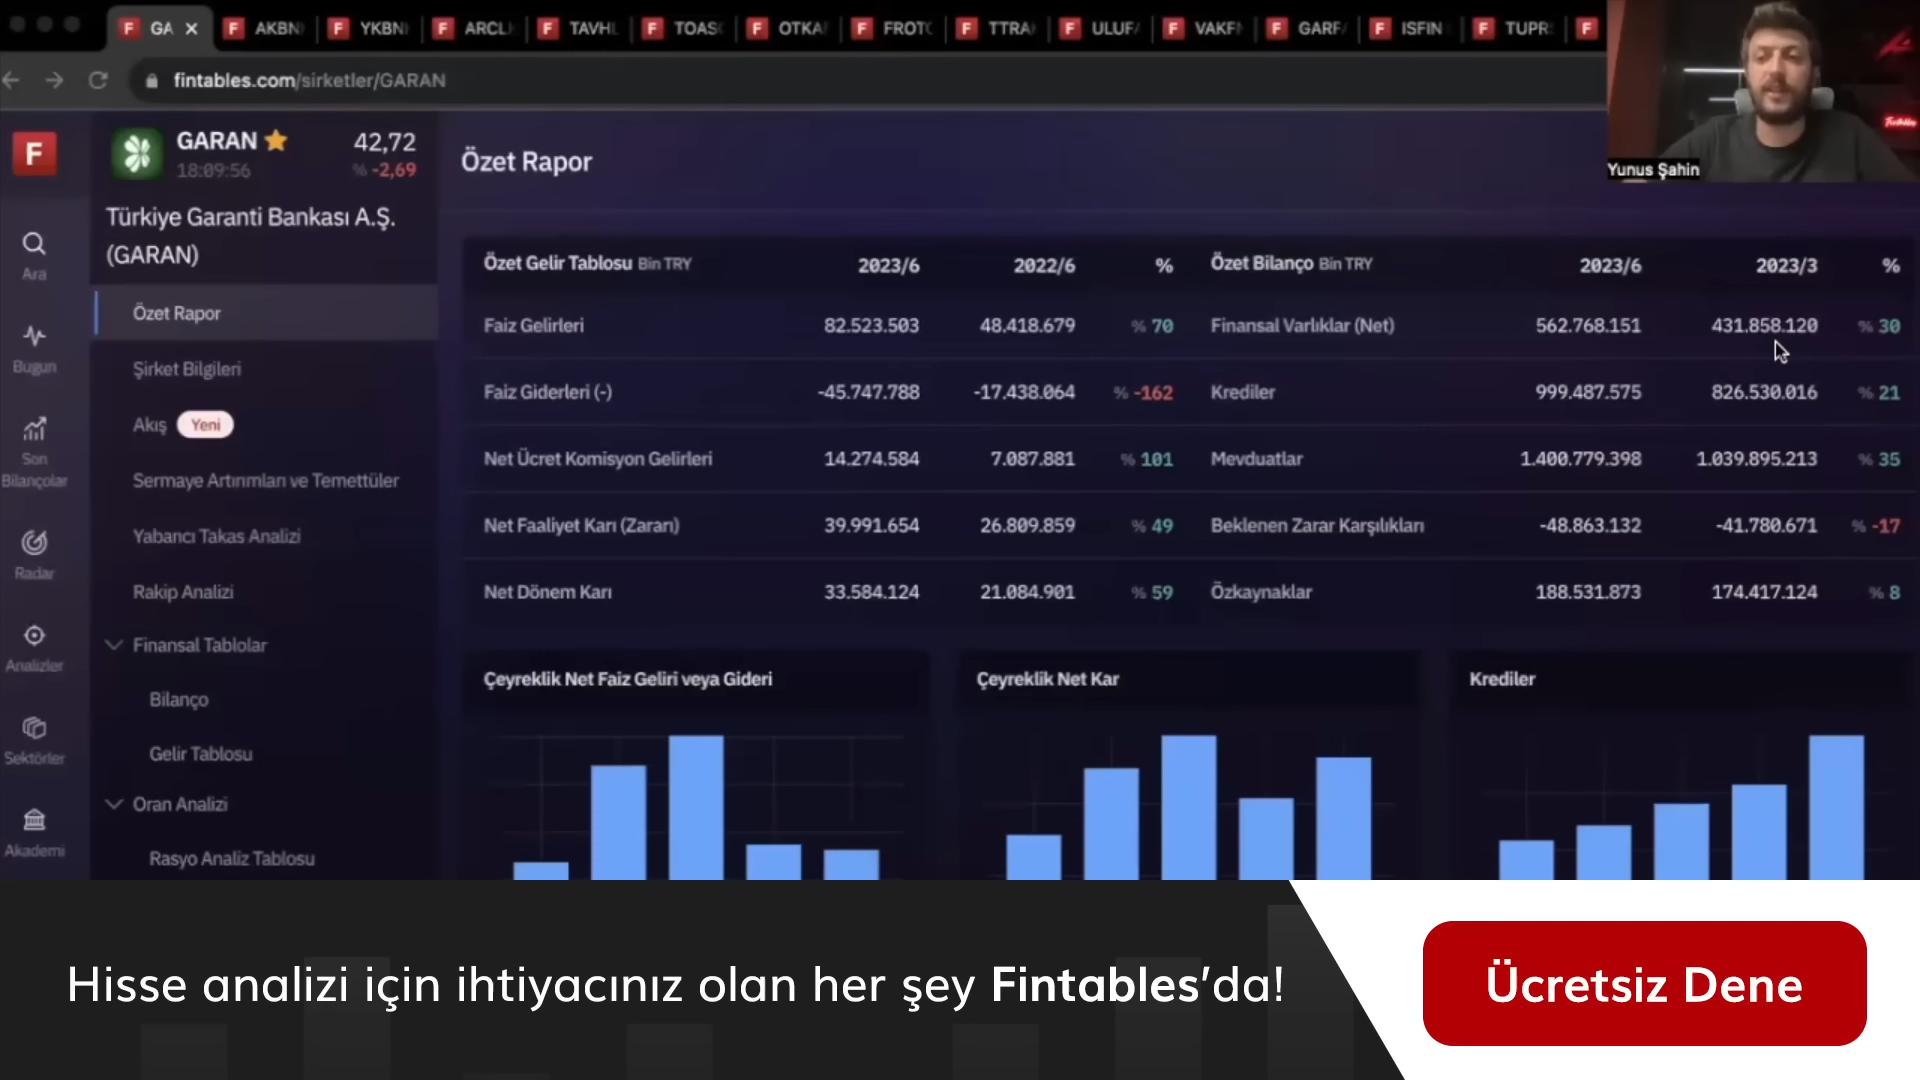 GA
AKBN
YKBN
ARCL
TAVHL
TOAS
OTKA
FROTO
TTRA
ULUFA
VAKFN
GARFA
ISFIN
TUPR
fintables.com/sirketler/GARAN
Yunus Şahin
Fintables
F
Ara
Bugun
Son
Bilançolar
Radar
Analizler
Sektörler
Akademi
GARAN
42,72
18:09:56
% -2,69
Türkiye Garanti Bankası A.Ş.
(GARAN)
Özet Rapor
Şirket Bilgileri
Akış Yeni
Sermaye Artırımları ve Temettüler
Yabancı Takas Analizi
Rakip Analizi
Finansal Tablolar
Bilanço
Gelir Tablosu
Oran Analizi
Rasyo Analiz Tablosu
Özet Rapor
Özet Gelir Tablosu Bin TRY 2023/6 2022/6 %
Faiz Gelirleri 82.523.503 48.418.679 % 70
Faiz Giderleri (-) -45.747.788 -17.438.064 % -162
Net Ücret Komisyon Gelirleri 14.274.584 7.087.881 % 101
Net Faaliyet Karı (Zararı) 39.991.654 26.809.859 % 49
Net Dönem Karı 33.584.124 21.084.901 % 59
Özet Bilanço Bin TRY 2023/6 2023/3 %
Finansal Varlıklar (Net) 562.768.151 431.858.120 % 30
Krediler 999.487.575 826.530.016 % 21
Mevduatlar 1.400.779.398 1.039.895.213 % 35
Beklenen Zarar Karşılıkları -48.863.132 -41.780.671 % -17
Özkaynaklar 188.531.873 174.417.124 % 8
Çeyreklik Net Faiz Geliri veya Gideri
Çeyreklik Net Kar
Krediler
Hisse analizi için ihtiyacınız olan her şey Fintables'da!
Ücretsiz Dene